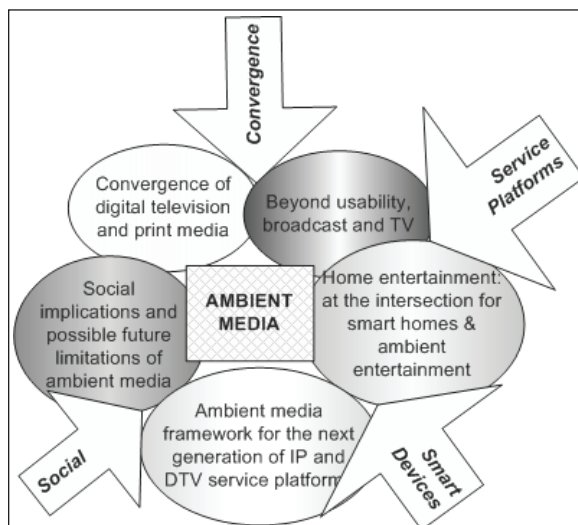 Convergence
Service
Platforms
Convergence of
digital television
and print media
Beyond usability,
broadcast and TV
Social
implications and
possible future
limitations of
ambient media
AMBIENT
MEDIA
Home entertainment:
at the intersection for
smart homes &
ambient
entertainment
Ambient media
framework for the next
generation of IP and
DTV service platform
Social
Smart
Devices